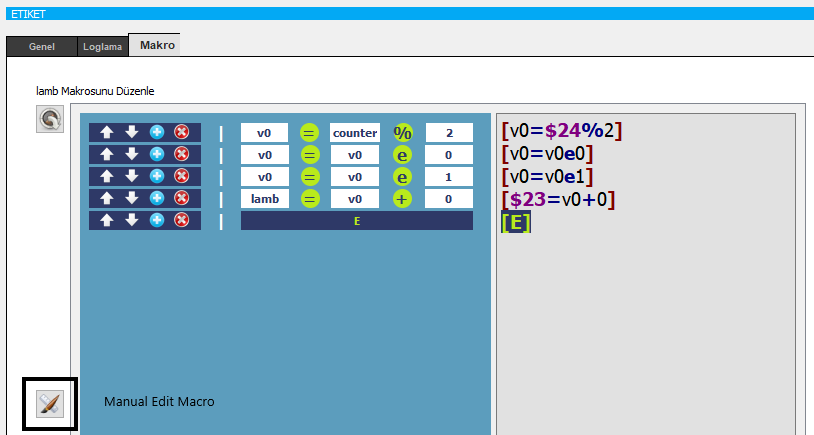 ETIKET
Genel Loglama Makro
lamb Makrosunu Düzenle
| v0 = counter % 2
| v0 = v0 e 0
| v0 = v0 e 1
| lamb = v0 + 0
| E
[v0=$24%2]
[v0=v0e0]
[v0=v0e1]
[$23=v0+0]
[E]
Manual Edit Macro